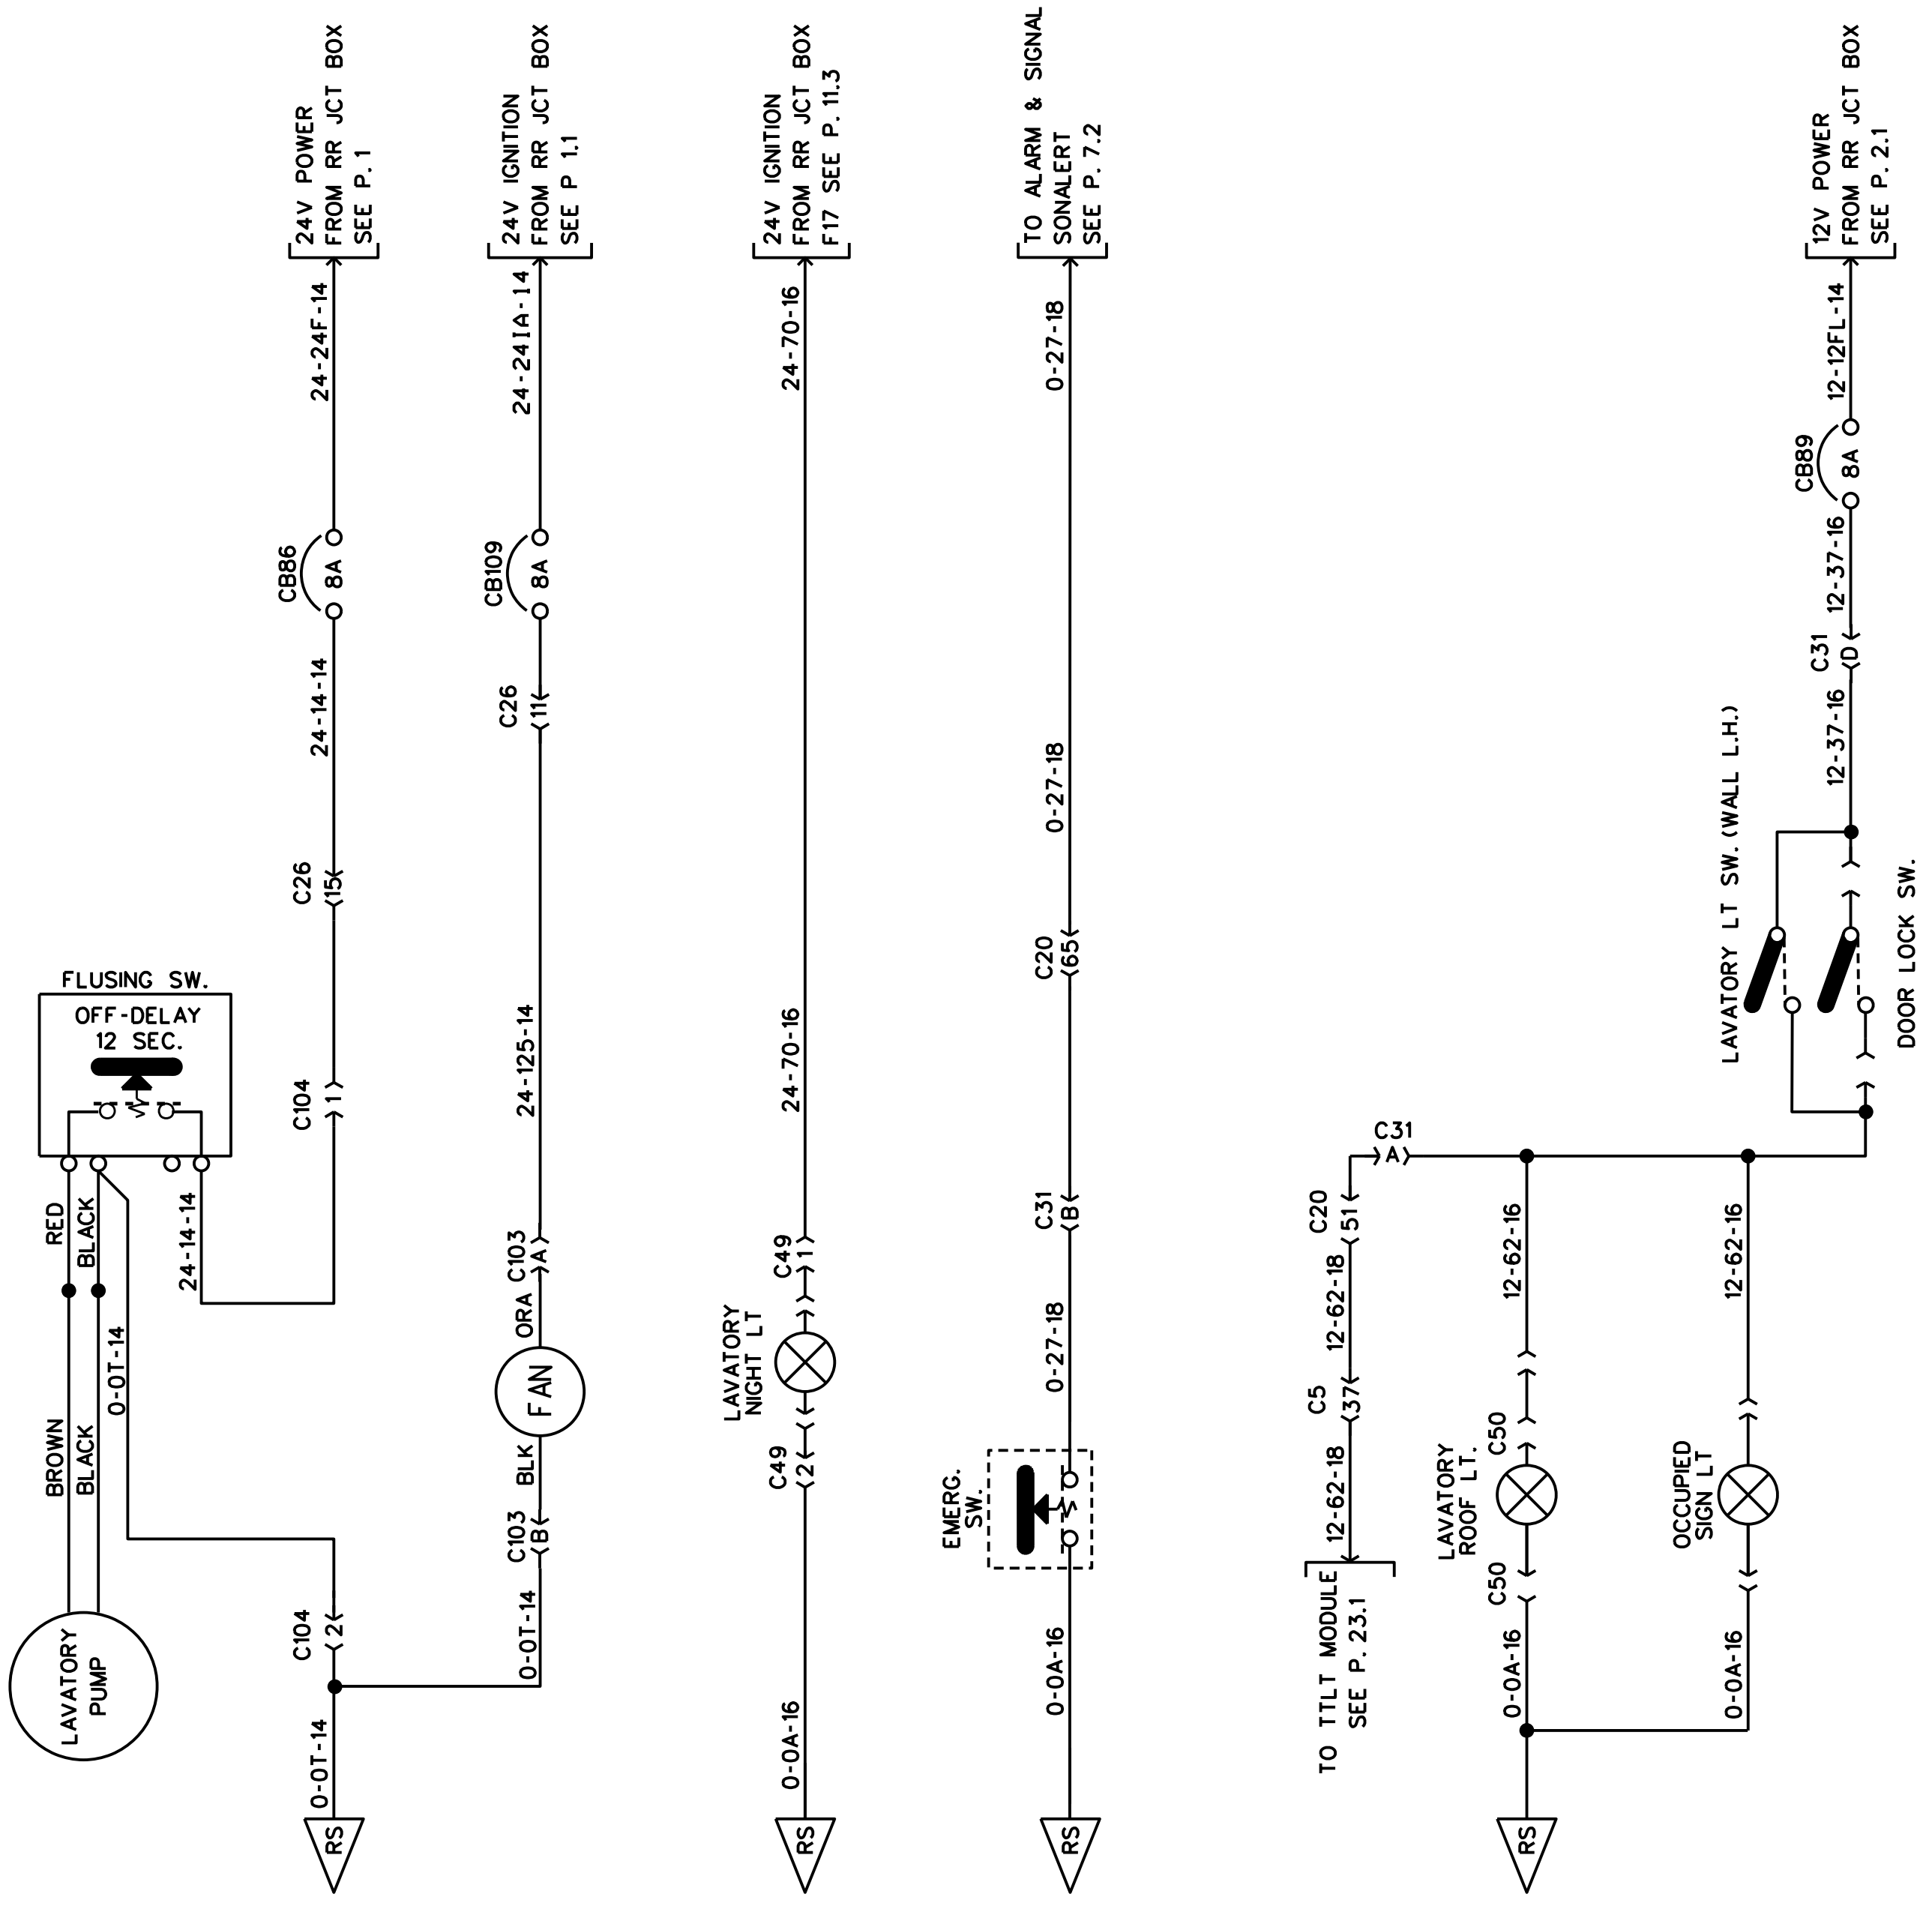 24V POWER
FROM RR JCT BOX
SEE P. 1
24-24F-14
CB86
8A
24-14-14
C26
15
C104
1
FLUSING SW.
OFF-DELAY
12 SEC.
RED
BLACK
24-14-14
BROWN
BLACK
0-0T-14
LAVATORY
PUMP
C104
2
0-0T-14
RS
24V IGNITION
FROM RR JCT BOX
SEE P 1.1
24-24IA-14
CB109
8A
C26
11
24-125-14
C103
A
ORA
FAN
BLK
C103
B
0-0T-14
24V IGNITION
FROM RR JCT BOX
F17 SEE P. 11.3
24-70-16
24-70-16
C49
1
LAVATORY
NIGHT LT
C49
2
0-0A-16
RS
TO ALARM & SIGNAL
SONALERT
SEE P. 7.2
0-27-18
0-27-18
C20
65
C31
B
0-27-18
EMERG.
SW.
0-0A-16
RS
12V POWER
FROM RR JCT BOX
SEE P. 2.1
12-12FL-14
CB89
8A
12-37-16
C31
D
12-37-16
LAVATORY LT SW. (WALL L.H.)
DOOR LOCK SW.
C31
A
C20
51
12-62-18
C5
37
12-62-18
TO TTLT MODULE
SEE P. 23.1
12-62-16
C50
LAVATORY
ROOF LT.
C50
0-0A-16
RS
12-62-16
OCCUPIED
SIGN LT
0-0A-16